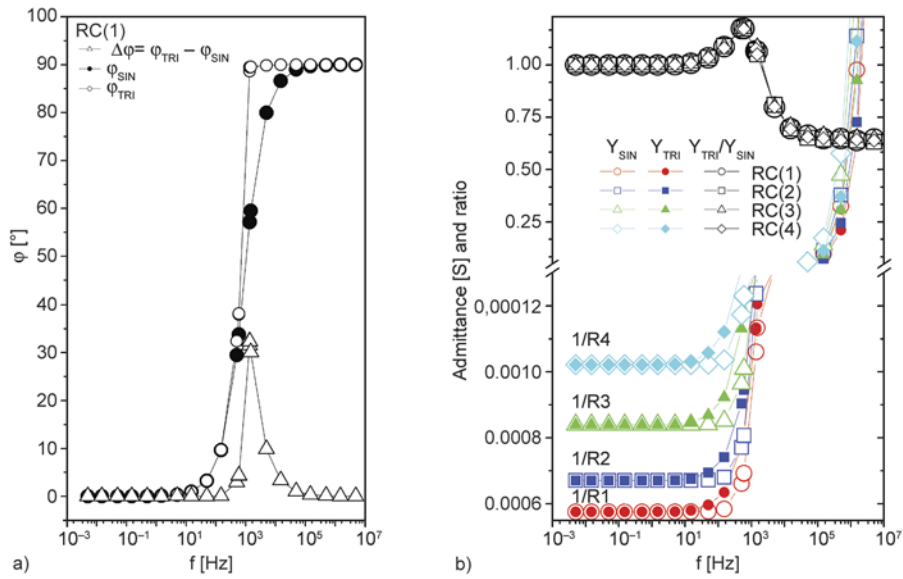 RC(1)
Δφ= φTRI – φSIN
φSIN
φTRI
100
90
80
70
60
50
40
30
20
10
0
φ [°]
10⁻³ 10⁻¹ 10¹ 10³ 10⁵ 10⁷
f [Hz]
a)
Admittance [S] and ratio
1.00
0.75
0.50
0.25
0,00012
0.0010
0.0008
0.0006
YSIN YTRI YTRI/YSIN
RC(1)
RC(2)
RC(3)
RC(4)
1/R4
1/R3
1/R2
1/R1
10⁻³ 10⁻¹ 10¹ 10³ 10⁵ 10⁷
f [Hz]
b)